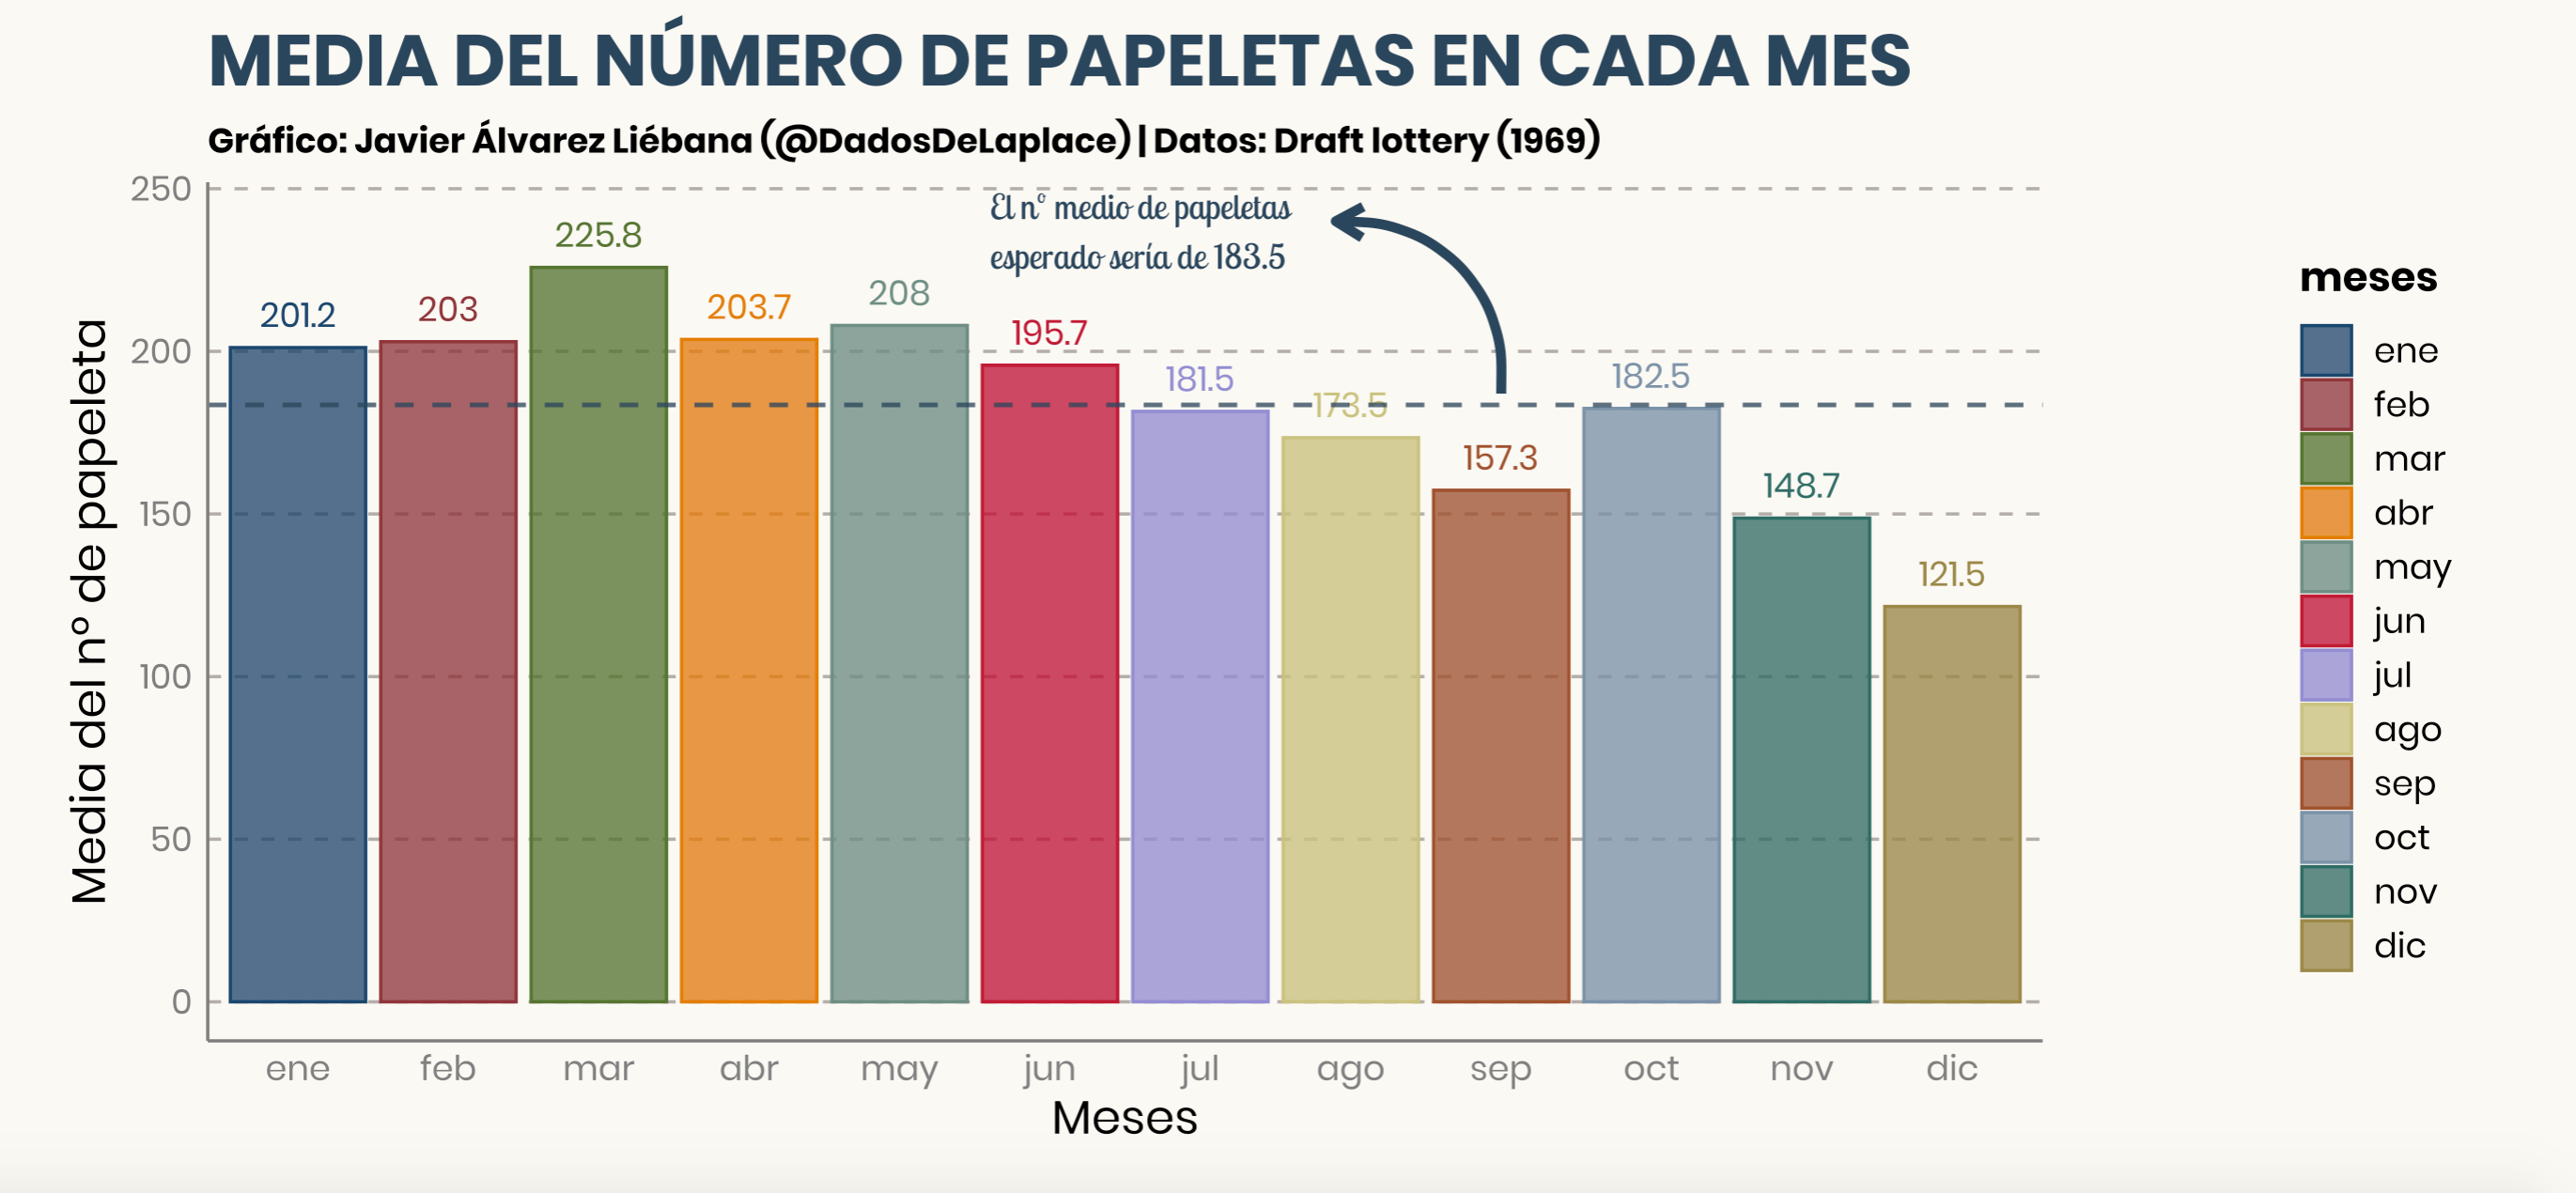 MEDIA DEL NÚMERO DE PAPELETAS EN CADA MES
Gráfico: Javier Álvarez Liébana (@DadosDeLaplace) | Datos: Draft lottery (1969)
Media del nº de papeleta
250
200
150
100
50
0
El nº medio de papeletas
esperado sería de 183.5
201.2
203
225.8
203.7
208
195.7
181.5
173.5
157.3
182.5
148.7
121.5
ene
feb
mar
abr
may
jun
jul
ago
sep
oct
nov
dic
Meses
meses
ene
feb
mar
abr
may
jun
jul
ago
sep
oct
nov
dic